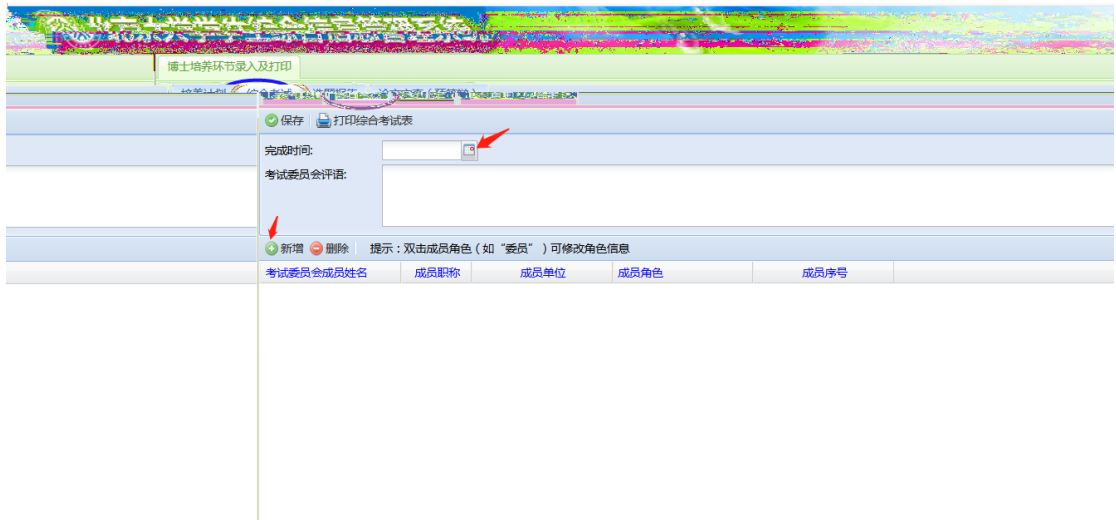 博士培养环节录入及打印
保存 打印综合考试表
完成时间:
考试委员会评语:
新增 删除 提示：双击成员角色（如“委员”）可修改角色信息
考试委员会成员姓名 成员职称 成员单位 成员角色 成员序号